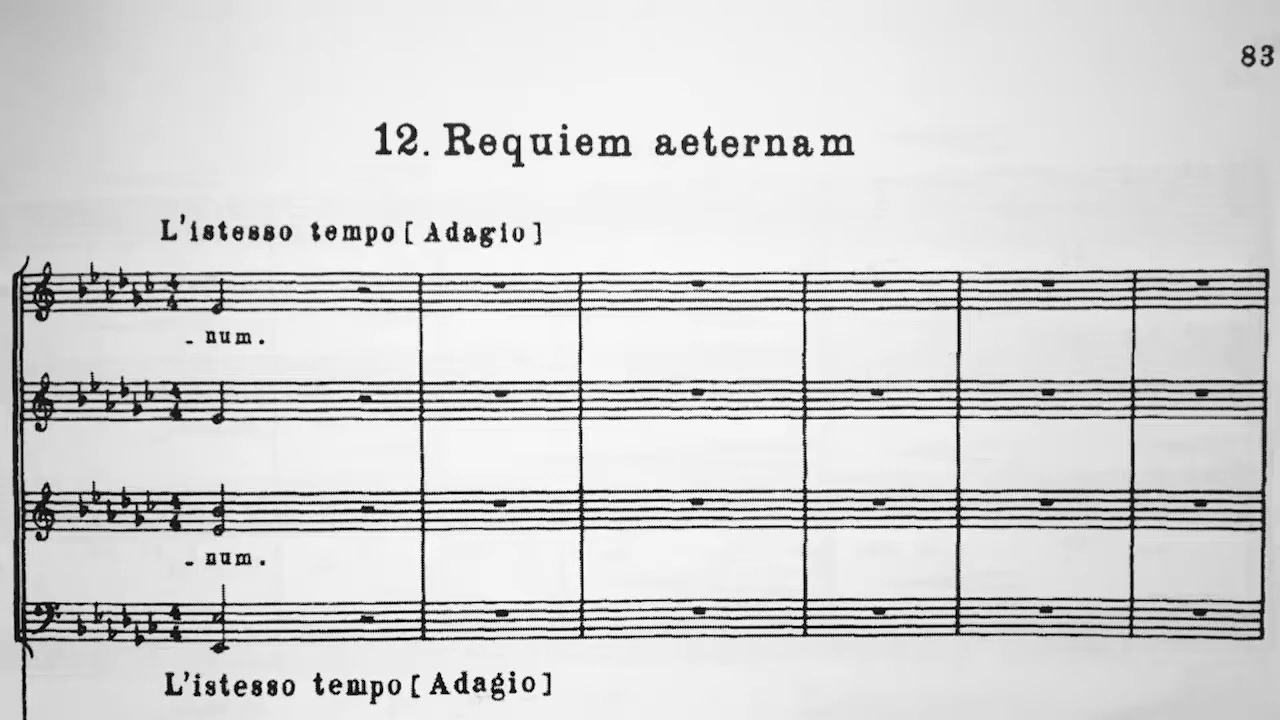 83
12. Requiem aeternam
L'istesso tempo [Adagio]
- num.
- num.
L'istesso tempo [Adagio]